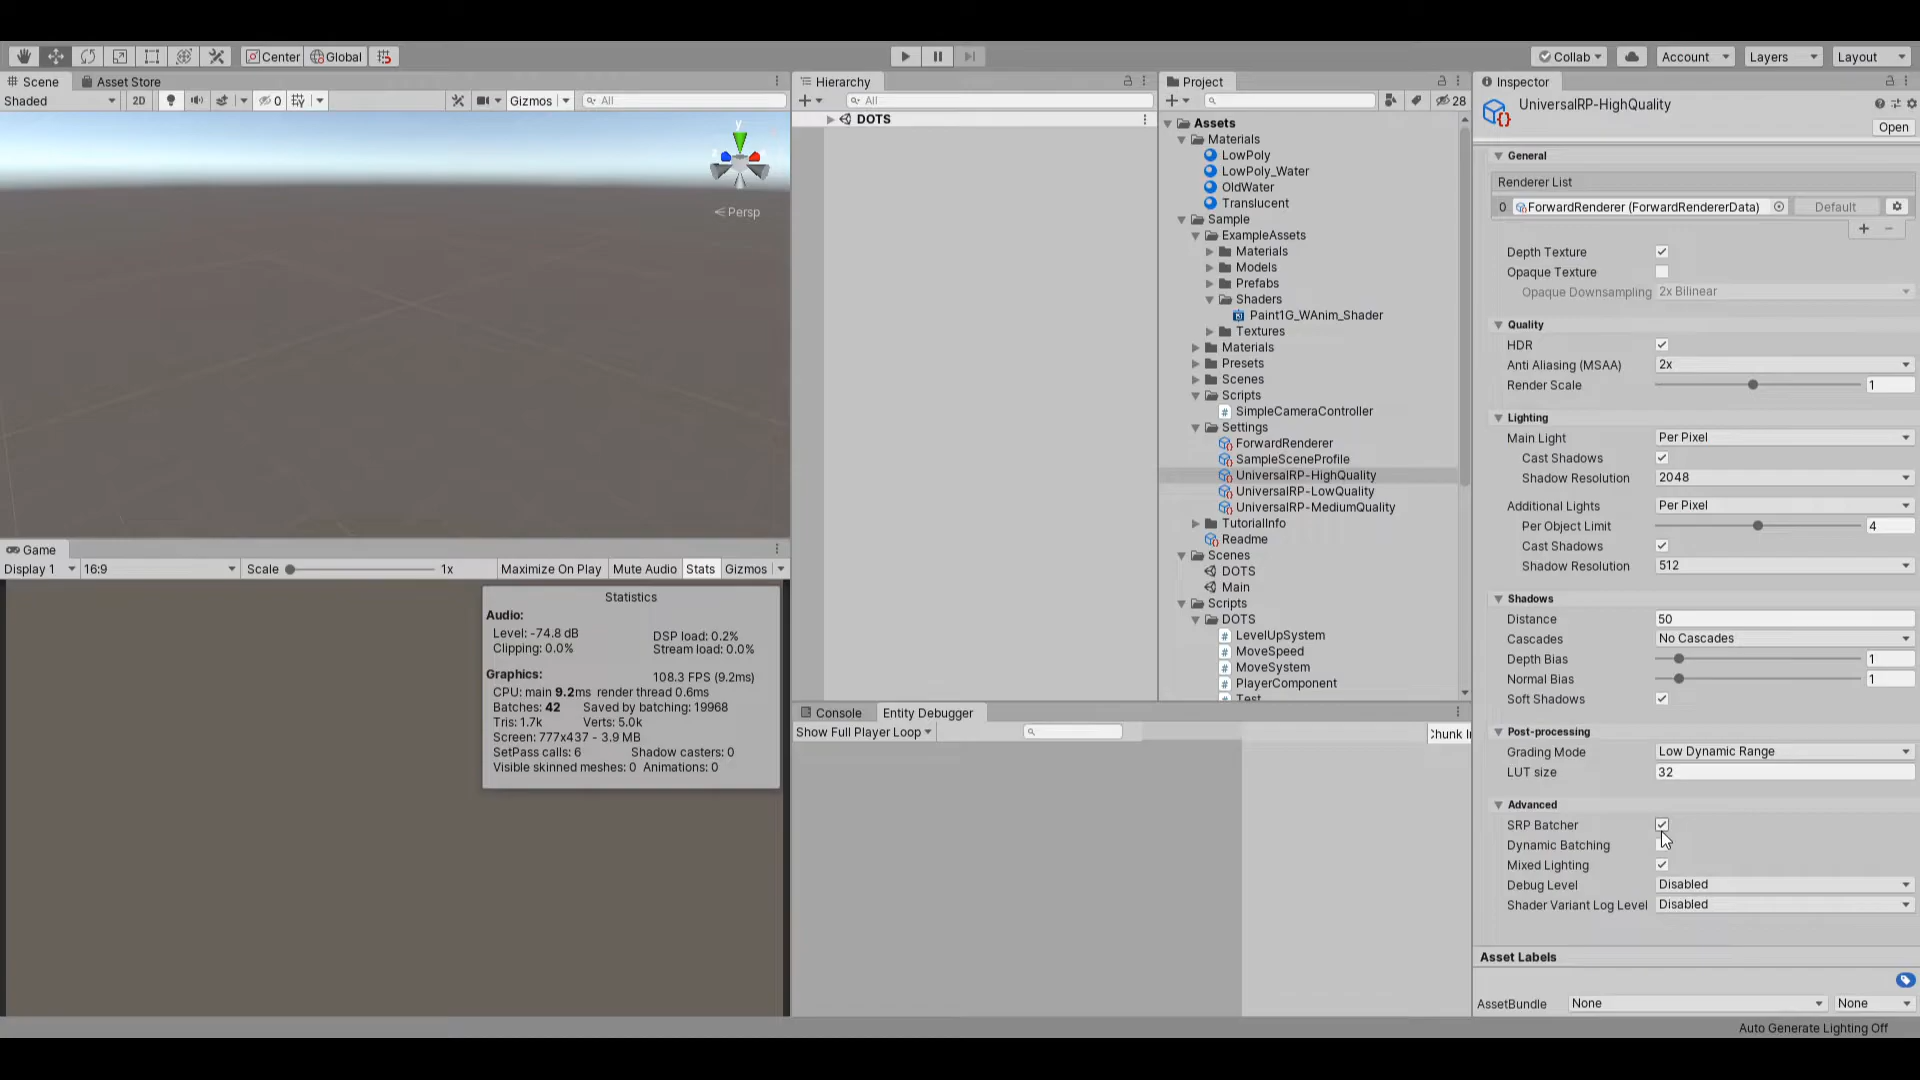 Center
Global
Collab
Account
Layers
Layout
Scene
Asset Store
Shaded
2D
0
Gizmos
All
y
Persp
Game
Display 1
16:9
Scale
1x
Maximize On Play
Mute Audio
Stats
Gizmos
Statistics
Audio:
Level: -74.8 dB
DSP load: 0.2%
Clipping: 0.0%
Stream load: 0.0%
Graphics:
108.3 FPS (9.2ms)
CPU: main 9.2ms render thread 0.6ms
Batches: 42 Saved by batching: 19968
Tris: 1.7k Verts: 5.0k
Screen: 777x437 - 3.9 MB
SetPass calls: 6 Shadow casters: 0
Visible skinned meshes: 0 Animations: 0
Hierarchy
All
DOTS
Project
28
Assets
Materials
LowPoly
LowPoly_Water
OldWater
Translucent
Sample
ExampleAssets
Materials
Models
Prefabs
Shaders
Paint1G_WAnim_Shader
Textures
Materials
Presets
Scenes
Scripts
SimpleCameraController
Settings
ForwardRenderer
SampleSceneProfile
UniversalRP-HighQuality
UniversalRP-LowQuality
UniversalRP-MediumQuality
TutorialInfo
Readme
Scenes
DOTS
Main
Scripts
DOTS
LevelUpSystem
MoveSpeed
MoveSystem
PlayerComponent
Test
Console
Entity Debugger
Show Full Player Loop
Chunk I
Inspector
UniversalRP-HighQuality
Open
General
Renderer List
0 ForwardRenderer (ForwardRendererData) Default
Depth Texture
Opaque Texture
Opaque Downsampling 2x Bilinear
Quality
HDR
Anti Aliasing (MSAA) 2x
Render Scale 1
Lighting
Main Light Per Pixel
Cast Shadows
Shadow Resolution 2048
Additional Lights Per Pixel
Per Object Limit 4
Cast Shadows
Shadow Resolution 512
Shadows
Distance 50
Cascades No Cascades
Depth Bias 1
Normal Bias 1
Soft Shadows
Post-processing
Grading Mode Low Dynamic Range
LUT size 32
Advanced
SRP Batcher
Dynamic Batching
Mixed Lighting
Debug Level Disabled
Shader Variant Log Level Disabled
Asset Labels
AssetBundle None None
Auto Generate Lighting Off